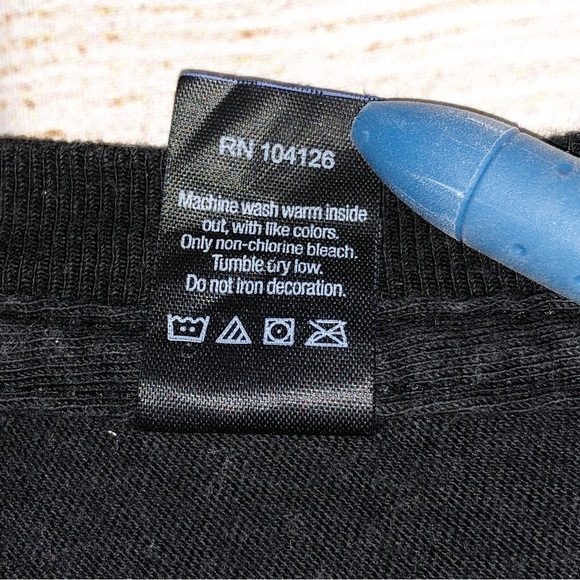 RN 104126
Machine wash warm inside
out, with like colors.
Only non-chlorine bleach.
Tumble dry low.
Do not iron decoration.